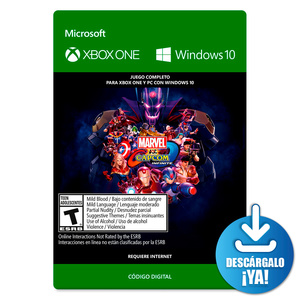 Microsoft
XBOX ONE
Windows 10
JUEGO COMPLETO
PARA XBOX ONE Y PC CON WINDOWS 10
MARVEL
VS
CAPCOM
INFINITE
TEEN
ADOLESCENTES
T
ESRB
Mild Blood / Bajo contenido de sangre
Mild Language / Lenguaje moderado
Partial Nudity / Desnudez parcial
Suggestive Themes / Temas insinuantes
Use of Alcohol / Uso de alcohol
Violence / Violencia
Online Interactions Not Rated by the ESRB
Interacciones en línea no están clasificadas por la ESRB
REQUIERE INTERNET
CÓDIGO DIGITAL
DESCÁRGALO
¡YA!